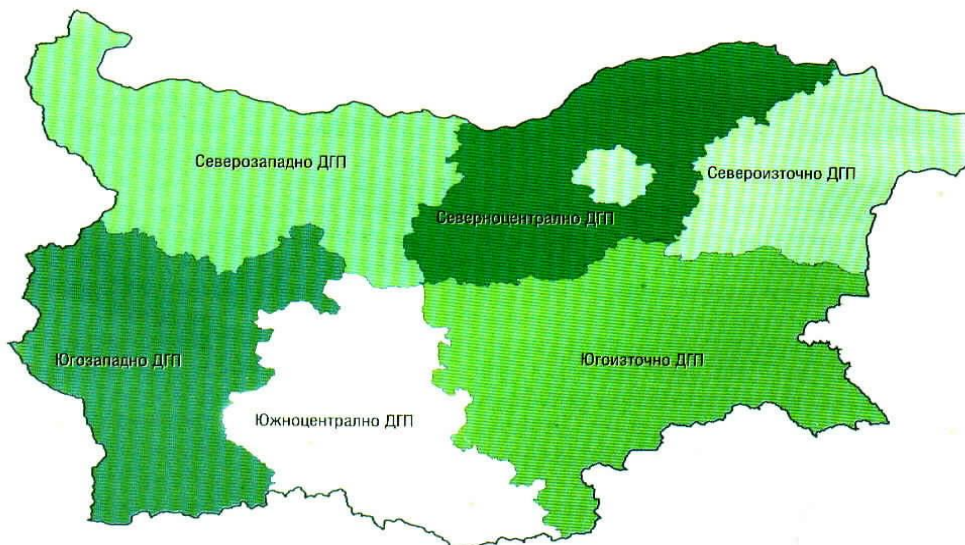 Северозападно ДГП
Североизточно ДГП
Северноцентрално ДГП
Югозападно ДГП
Югоизточно ДГП
Южноцентрално ДГП